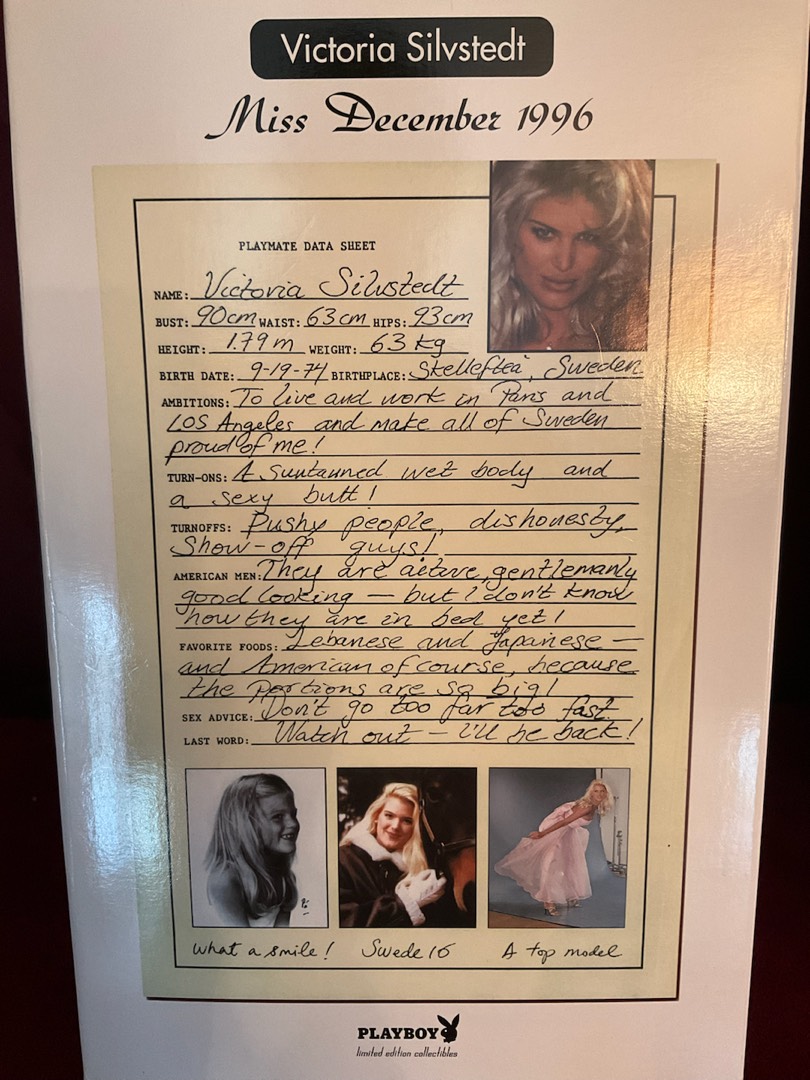 Victoria Silvstedt
Miss December 1996
PLAYMATE DATA SHEET
NAME: Victoria Silvstedt
BUST: 90cm WAIST: 63cm HIPS: 93cm
HEIGHT: 1.79m WEIGHT: 63 kg
BIRTH DATE: 9-19-74 BIRTHPLACE: Skellefteå, Sweden
AMBITIONS: To live and work in Paris and
Los Angeles and make all of Sweden
proud of me!
TURN-ONS: A suntanned wet body and
a sexy butt!
TURNOFFS: Pushy people, dishonesty,
Show-off guys!
AMERICAN MEN: They are active, gentlemanly
good looking — but I don't know
how they are in bed yet!
FAVORITE FOODS: Lebanese and Japanese —
and American of course, because
the portions are so big!
SEX ADVICE: Don't go too far too fast
LAST WORD: Watch out — I'll be back!
What a smile! Swede 16 A top model
PLAYBOY
limited edition collectibles